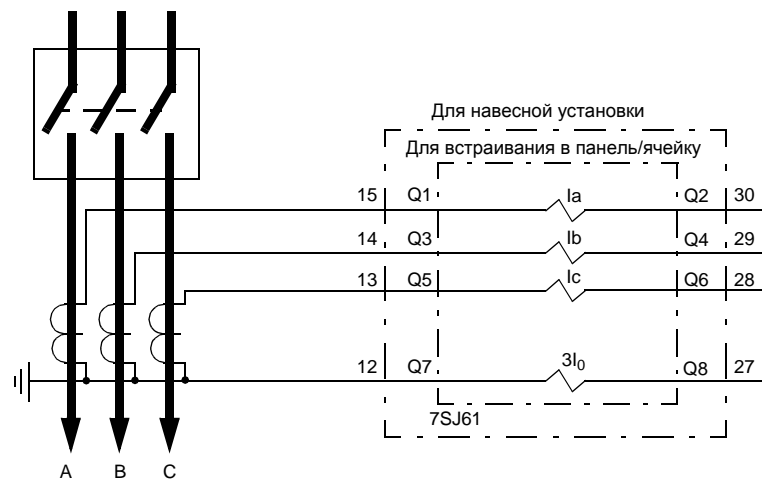 Для навесной установки
Для встраивания в панель/ячейку
15 Q1 Ia Q2 30
14 Q3 Ib Q4 29
13 Q5 Ic Q6 28
12 Q7 3I₀ Q8 27
7SJ61
A B C